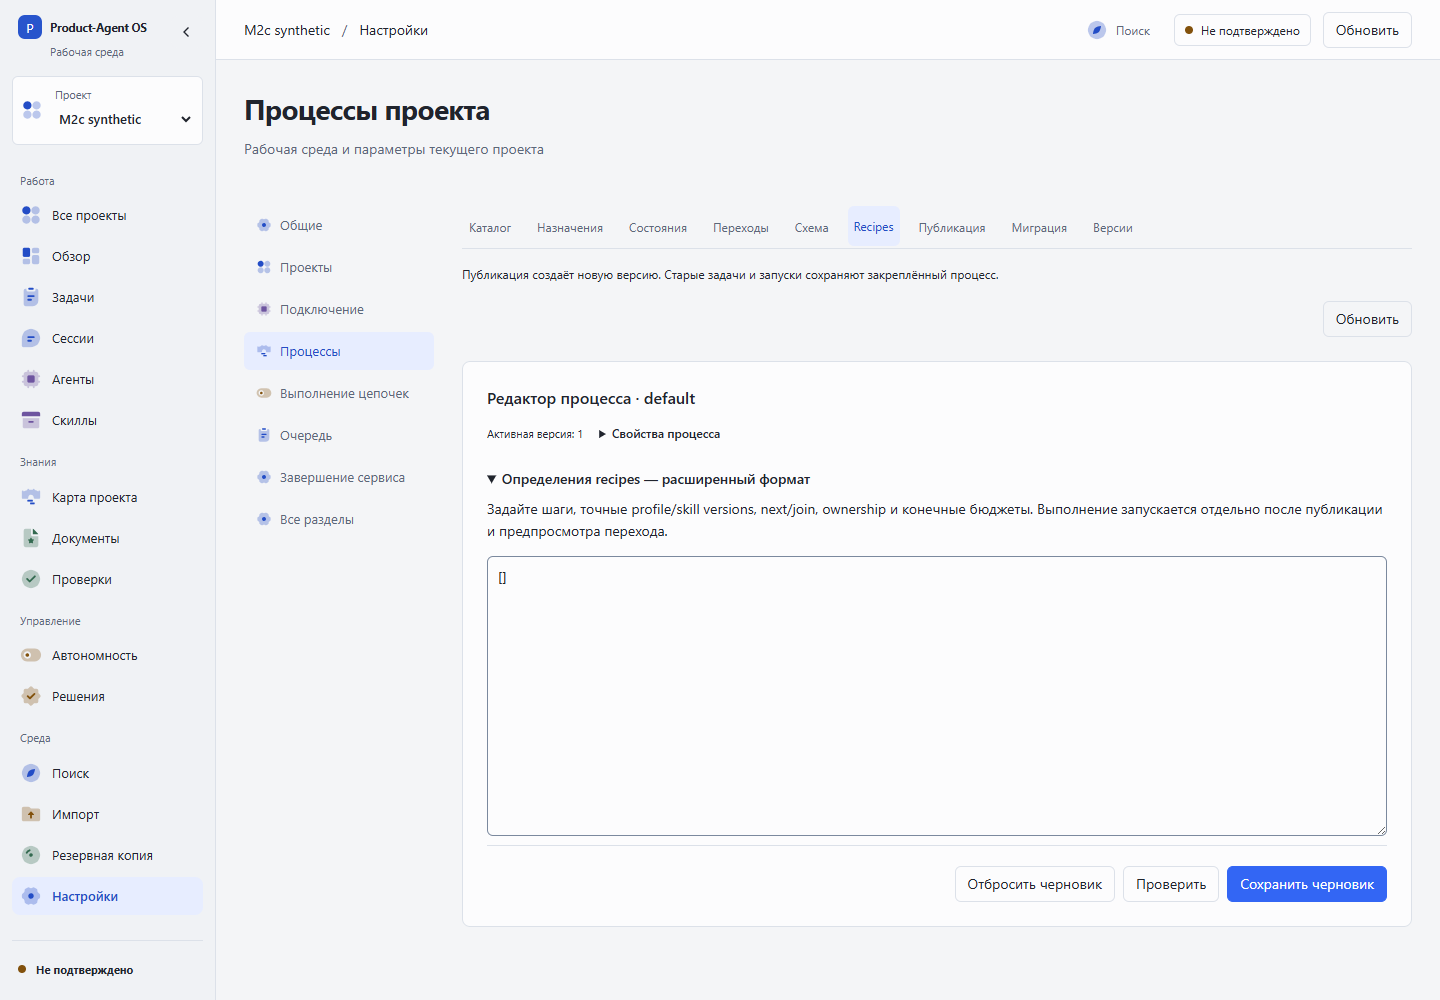 P
Product-Agent OS
Рабочая среда
Проект
M2c synthetic
Работа
Все проекты
Обзор
Задачи
Сессии
Агенты
Скиллы
Знания
Карта проекта
Документы
Проверки
Управление
Автономность
Решения
Среда
Поиск
Импорт
Резервная копия
Настройки
Не подтверждено
M2c synthetic / Настройки
Поиск
Не подтверждено
Обновить
Процессы проекта
Рабочая среда и параметры текущего проекта
Общие
Проекты
Подключение
Процессы
Выполнение цепочек
Очередь
Завершение сервиса
Все разделы
Каталог Назначения Состояния Переходы Схема Recipes Публикация Миграция Версии
Публикация создаёт новую версию. Старые задачи и запуски сохраняют закреплённый процесс.
Обновить
Редактор процесса · default
Активная версия: 1 ▶ Свойства процесса
▼ Определения recipes — расширенный формат
Задайте шаги, точные profile/skill versions, next/join, ownership и конечные бюджеты. Выполнение запускается отдельно после публикации
и предпросмотра перехода.
[]
Отбросить черновик Проверить Сохранить черновик